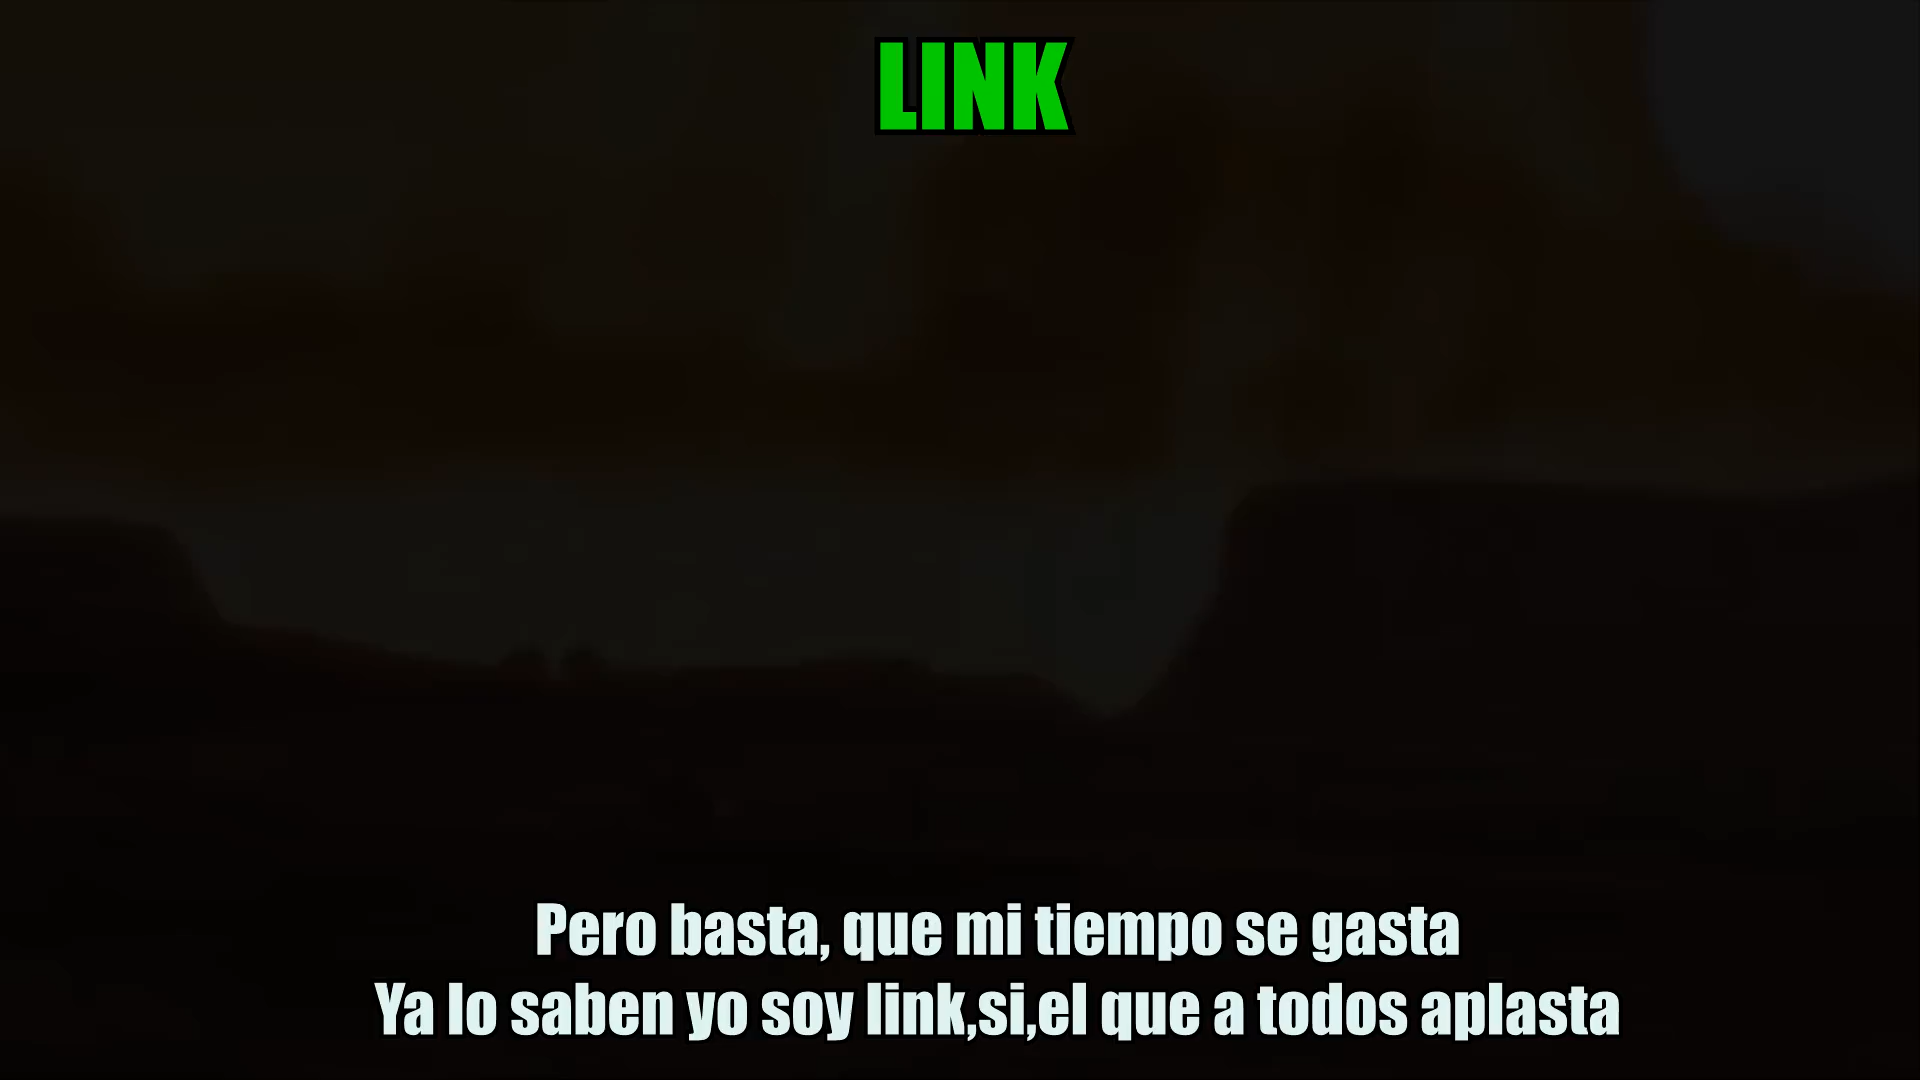 LINK
Pero basta, que mi tiempo se gasta
Ya lo saben yo soy link,si,el que a todos aplasta